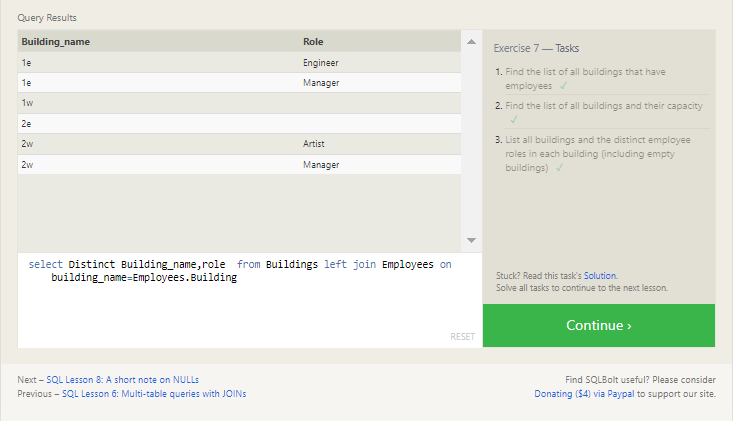 Query Results
Building_name Role
1e Engineer
1e Manager
1w
2e
2w Artist
2w Manager
select Distinct Building_name,role  from Buildings left join Employees on
building_name=Employees.Building
RESET
Exercise 7 — Tasks
1. Find the list of all buildings that have
employees ✓
2. Find the list of all buildings and their capacity
✓
3. List all buildings and the distinct employee
roles in each building (including empty
buildings) ✓
Stuck? Read this task's Solution.
Solve all tasks to continue to the next lesson.
Continue ›
Next – SQL Lesson 8: A short note on NULLs
Previous – SQL Lesson 6: Multi-table queries with JOINs
Find SQLBolt useful? Please consider
Donating ($4) via Paypal to support our site.